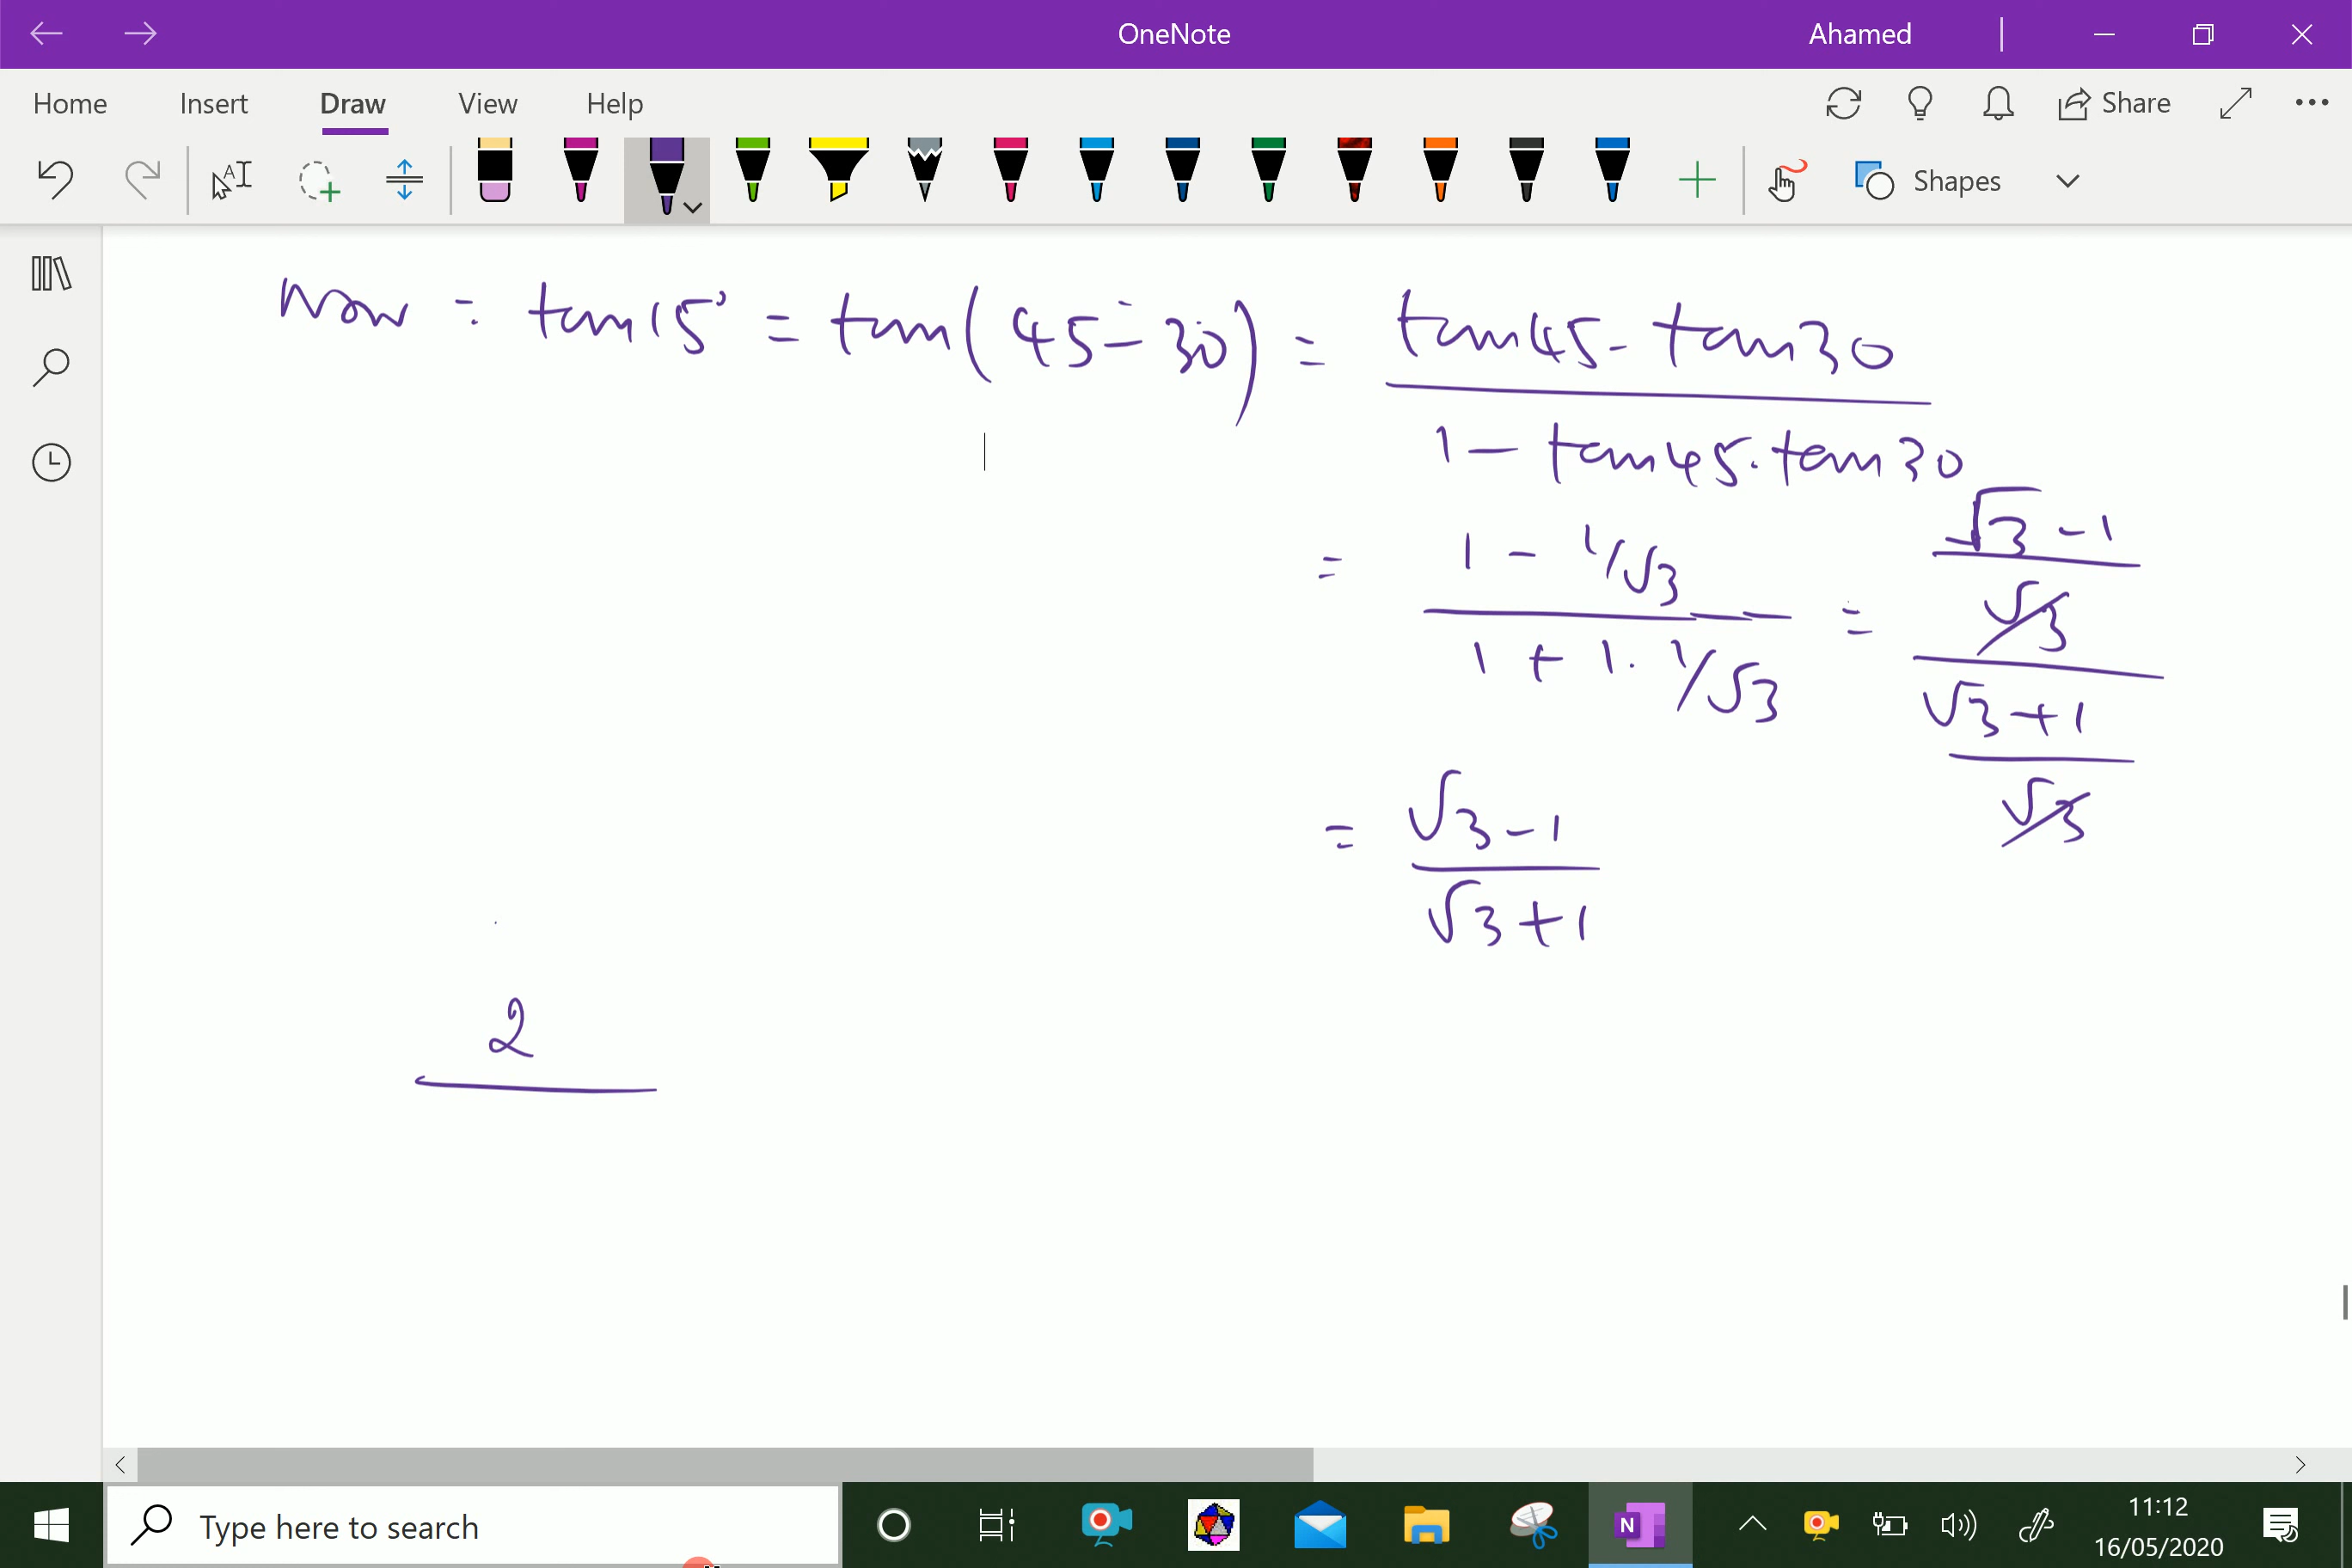 OneNote
Ahamed
Home Insert Draw View Help
Share
Shapes
Now : tan15° = tan(45° - 30) = tan45 - tan30
1 - tan45.tan30
= 1 - 1/√3
1 + 1. 1/√3
= √3 - 1
√3
√3 + 1
√3
= √3 - 1
√3 + 1
2
Type here to search
N
11:12
16/05/2020